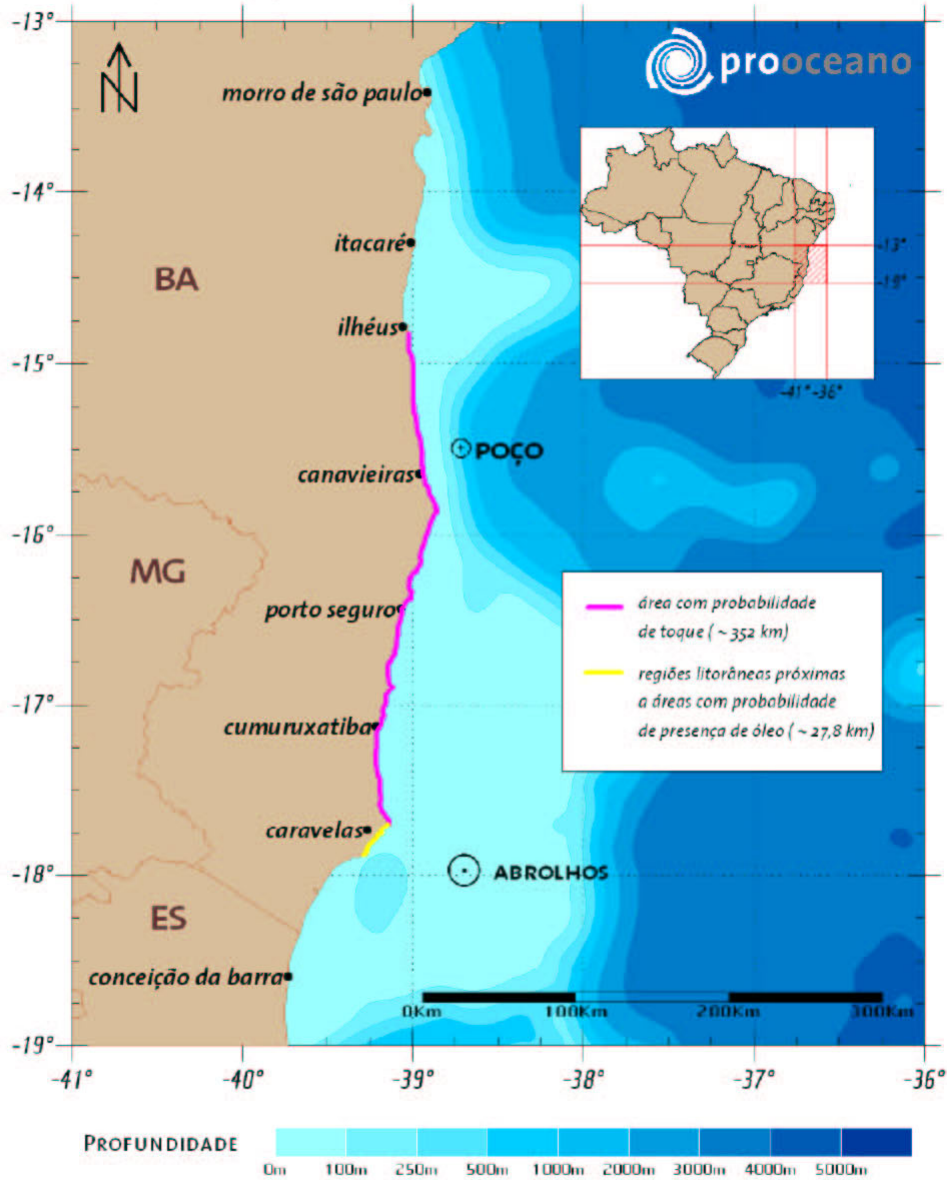 -13°
N
prooceano
morro de são paulo
-14°
-13°
itacaré
BA
-19°
ilhéus
-15°
-41° -36°
POÇO
canavieiras
-16°
MG
área com probabilidade
de toque ( ~ 352 km)
porto seguro
regiões litorâneas próximas
a áreas com probabilidade
de presença de óleo ( ~ 27,8 km)
-17°
cumuruxatiba
caravelas
-18°
ABROLHOS
ES
conceição da barra
0Km 100Km 200Km 300Km
-19°
-41° -40° -39° -38° -37° -36°
PROFUNDIDADE
0m 100m 250m 500m 1000m 2000m 3000m 4000m 5000m